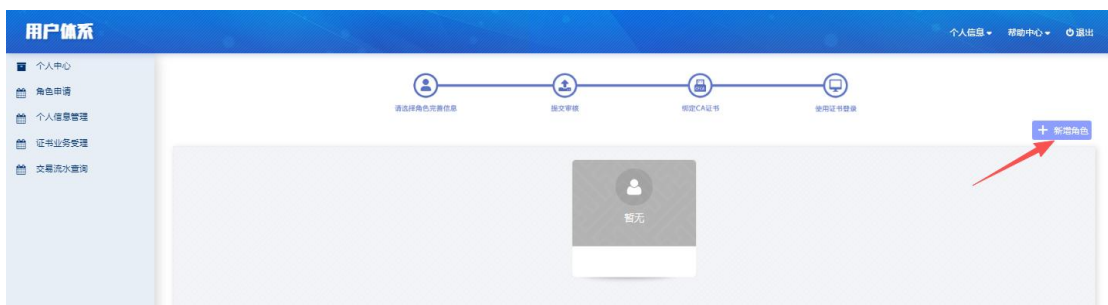 用户体系
个人信息 帮助中心 退出
个人中心
角色申请
个人信息管理
证书业务受理
交易流水查询
请选择角色完善信息 提交审核 绑定CA证书 使用证书登录
+ 新增角色
暂无